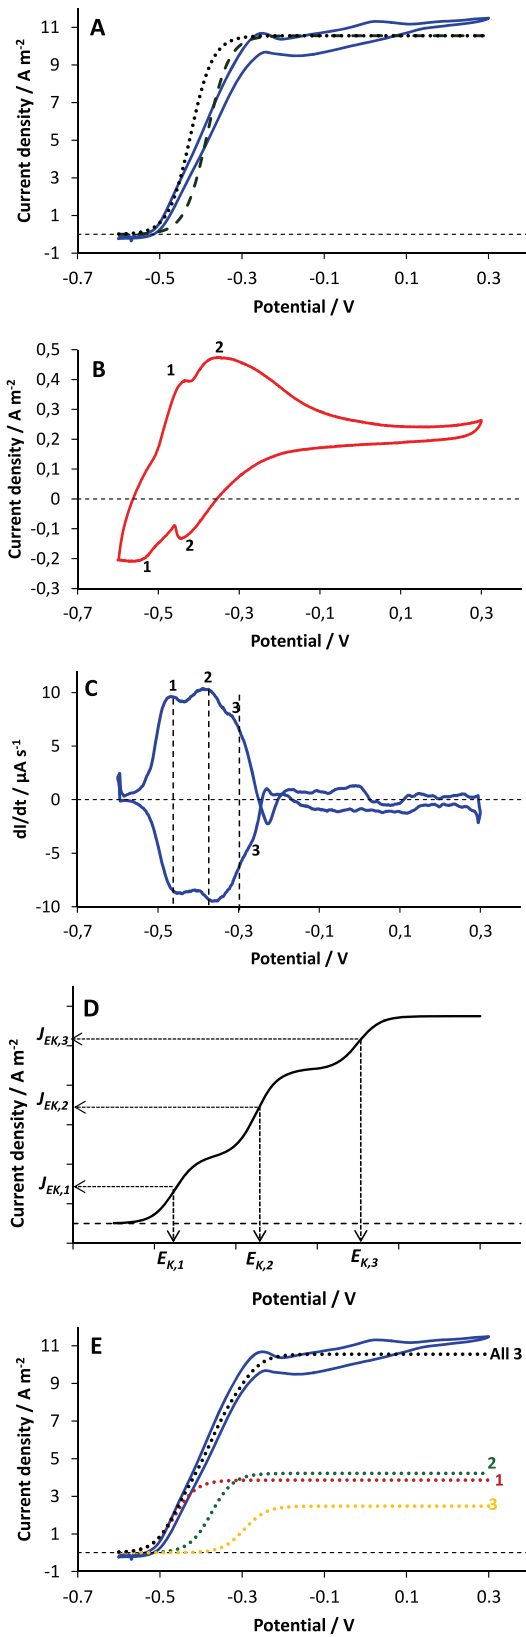 A
Current density / A m-2
11
9
7
5
3
1
-1
-0.7 -0.5 -0.3 -0.1 0.1 0.3
Potential / V
B
Current density / A m-2
0,5
0,4
0,3
0,2
0,1
0
-0,1
-0,2
-0,3
1 2
1 2
-0,7 -0,5 -0,3 -0,1 0,1 0,3
Potential / V
C
dI/dt / µA s-1
10
5
0
-5
-10
1 2 3
3
-0,7 -0,5 -0,3 -0,1 0,1 0,3
Potential / V
D
Current density / A m-2
JEK,3
JEK,2
JEK,1
EK,1 EK,2 EK,3
Potential / V
E
Current density / A m-2
11
9
7
5
3
1
-1
All 3
2
1
3
-0.7 -0.5 -0.3 -0.1 0.1 0.3
Potential / V